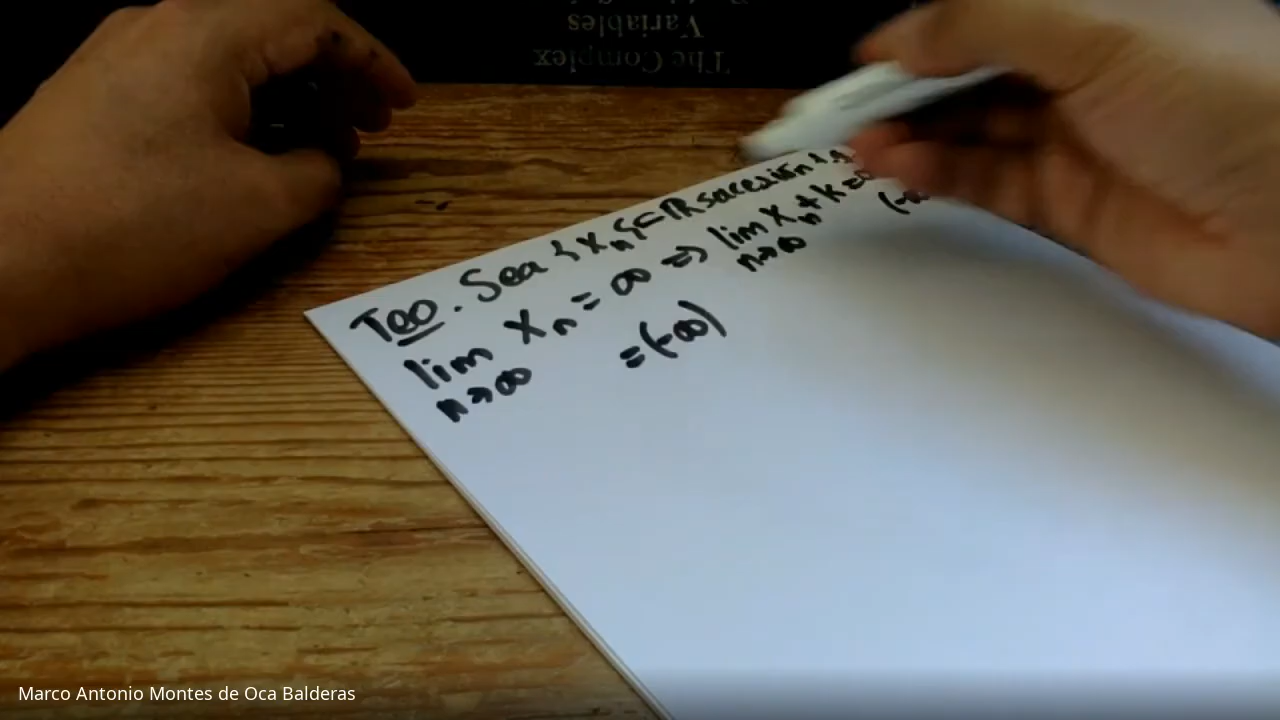 The Complex
Variables
Teo. Sea {xₙ}⊂ℝ sucesión t.q.
lim xₙ = ∞ ⇒ lim xₙ + k = ∞
n→∞ =(-∞) n→∞ (-∞)
Marco Antonio Montes de Oca Balderas